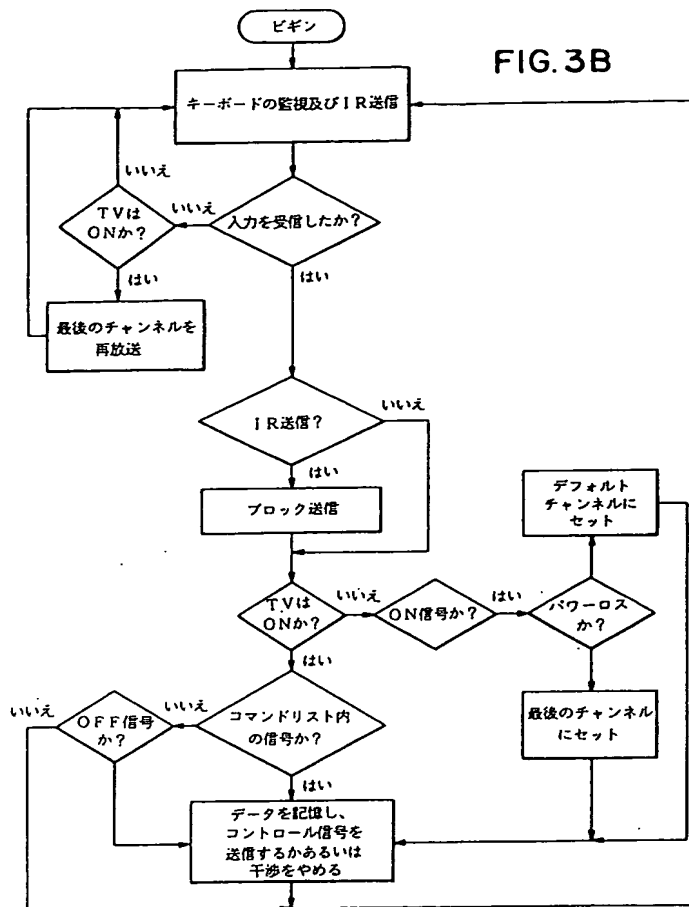 ビギン
FIG. 3B
キーボードの監視及びIR送信
いいえ
TVは
ONか?
いいえ
入力を受信したか?
はい
はい
最後のチャンネルを
再放送
IR送信?
いいえ
はい
ブロック送信
デフォルト
チャンネルに
セット
TVは
ONか?
いいえ
ON信号か?
はい
パワーロス
か?
はい
いいえ
OFF信号
か?
いいえ
コマンドリスト内
の信号か?
最後のチャンネル
にセット
はい
データを記憶し、
コントロール信号を
送信するかあるいは
干渉をやめる